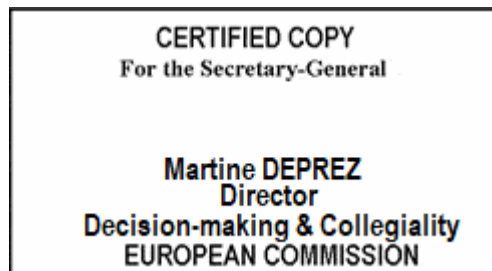 CERTIFIED COPY
For the Secretary-General
Martine DEPREZ
Director
Decision-making & Collegiality
EUROPEAN COMMISSION